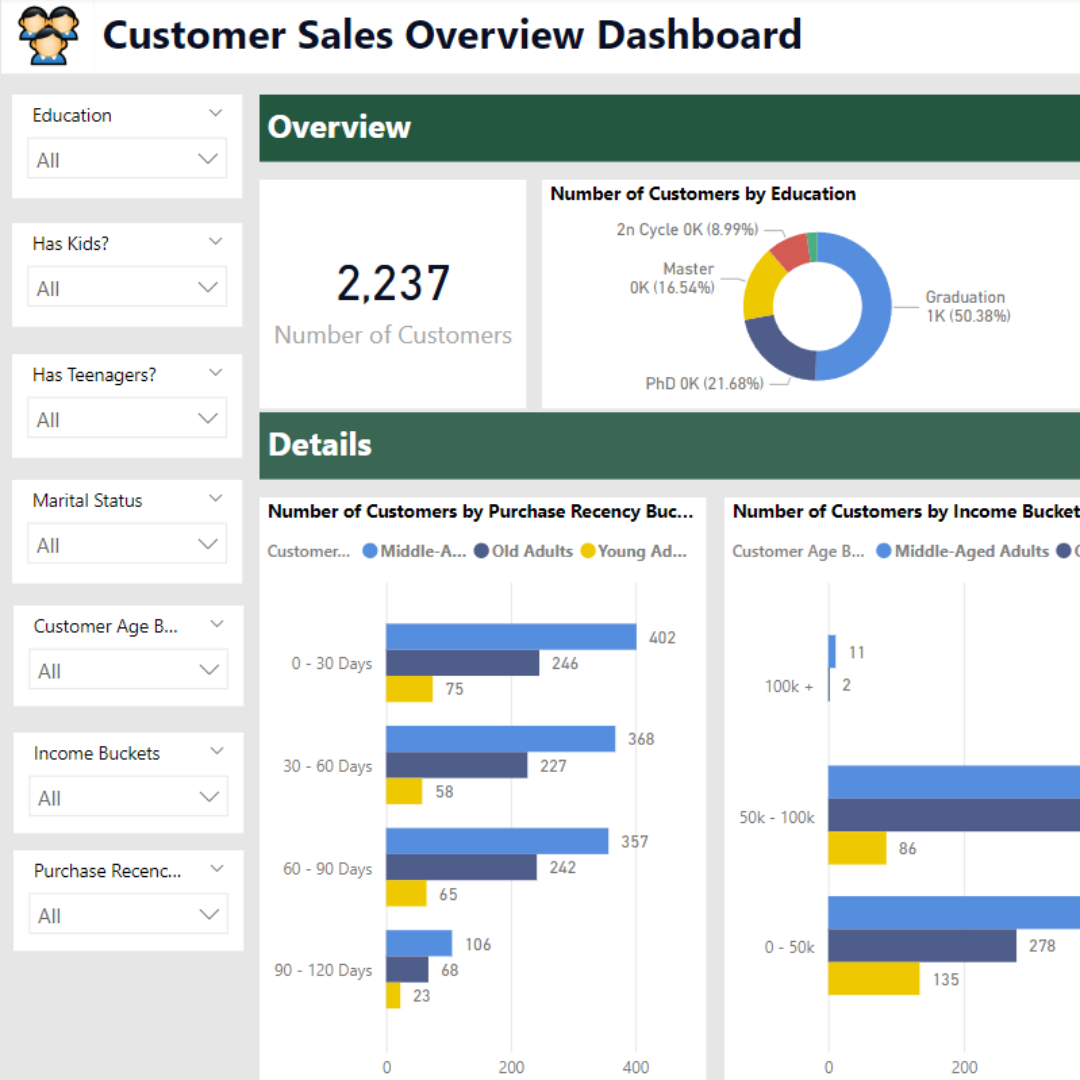 Customer Sales Overview Dashboard
Education
All
Has Kids?
All
Has Teenagers?
All
Marital Status
All
Customer Age B...
All
Income Buckets
All
Purchase Recenc...
All
Overview
2,237
Number of Customers
Number of Customers by Education
2n Cycle 0K (8.99%)
Master
0K (16.54%)
Graduation
1K (50.38%)
PhD 0K (21.68%)
Details
Number of Customers by Purchase Recency Buc...
Customer... Middle-A... Old Adults Young Ad...
402
0 - 30 Days 246
75
368
30 - 60 Days 227
58
357
60 - 90 Days 242
65
106
90 - 120 Days 68
23
0 200 400
Number of Customers by Income Bucket
Customer Age B... Middle-Aged Adults
11
100k + 2
50k - 100k
86
0 - 50k 278
135
0 200